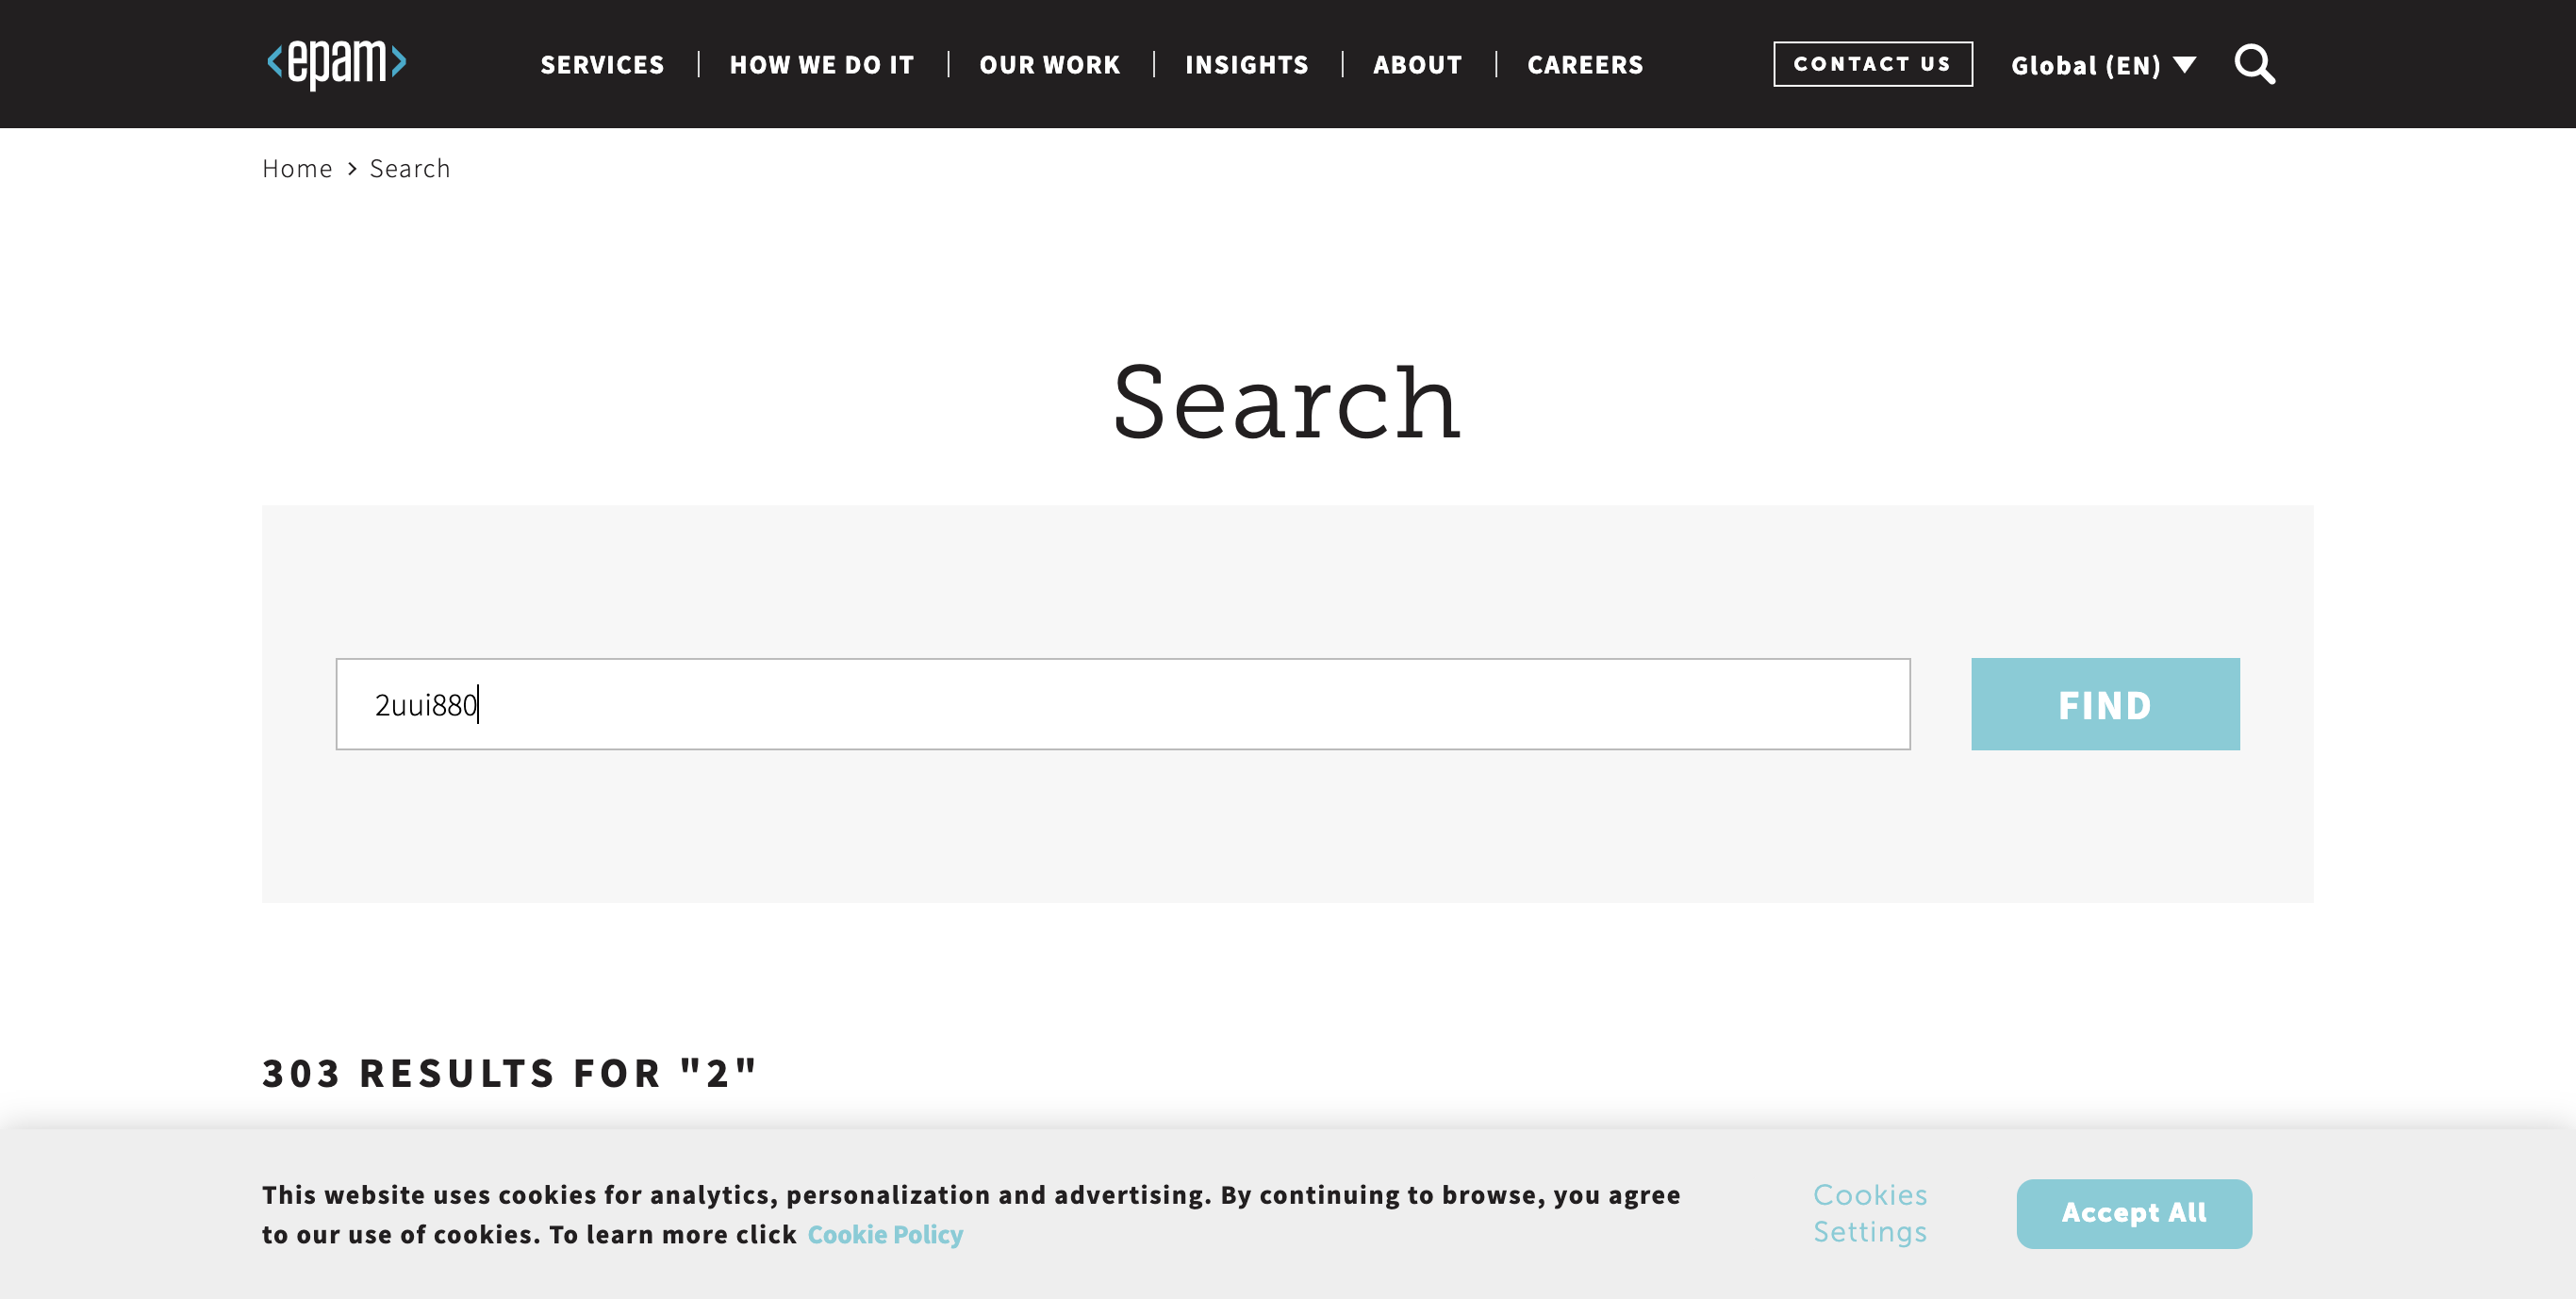 <epam>
SERVICES
HOW WE DO IT
OUR WORK
INSIGHTS
ABOUT
CAREERS
CONTACT US
Global (EN)
Home > Search
Search
2uui880
FIND
303 RESULTS FOR "2"
This website uses cookies for analytics, personalization and advertising. By continuing to browse, you agree
to our use of cookies. To learn more click Cookie Policy
Cookies
Settings
Accept All